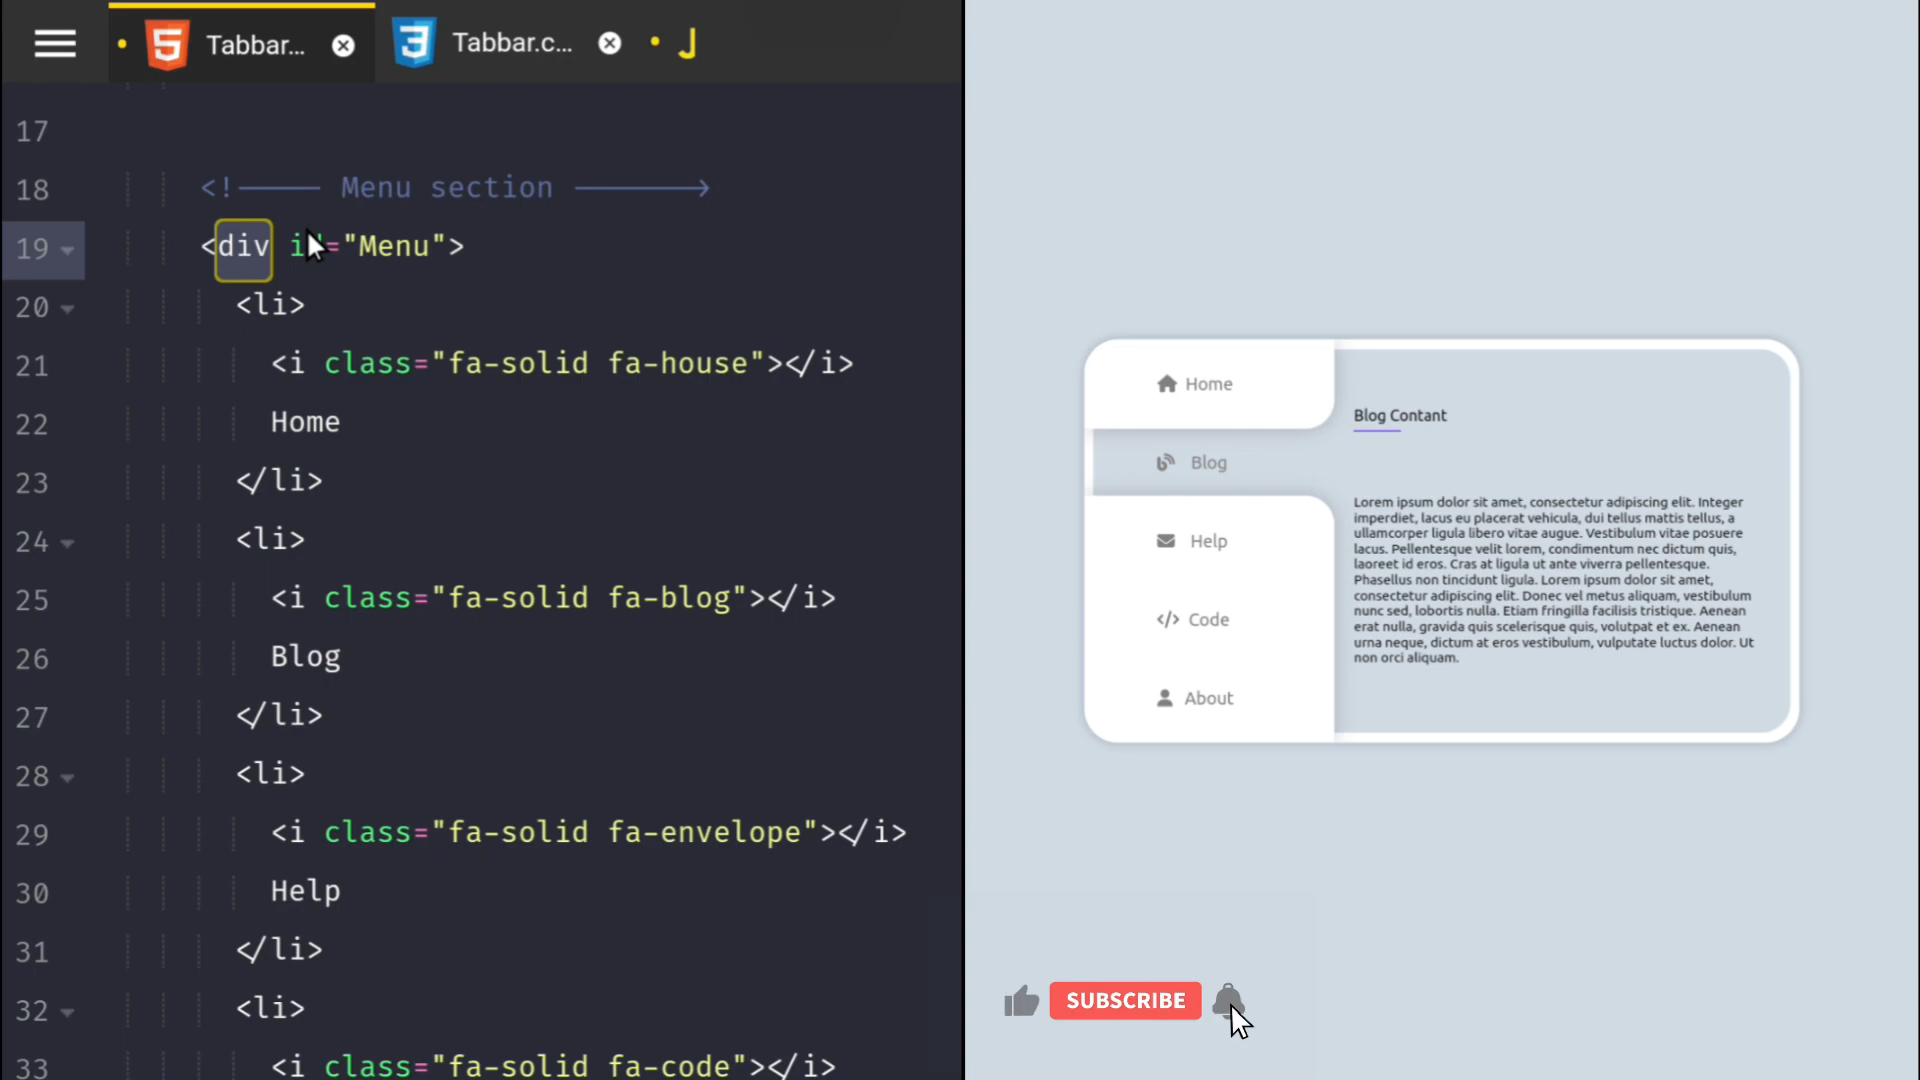 Tabbar...
Tabbar.c...
17
18 <!---- Menu section ------->
19 <div id="Menu">
20 <li>
21 <i class="fa-solid fa-house"></i>
22 Home
23 </li>
24 <li>
25 <i class="fa-solid fa-blog"></i>
26 Blog
27 </li>
28 <li>
29 <i class="fa-solid fa-envelope"></i>
30 Help
31 </li>
32 <li>
33 <i class="fa-solid fa-code"></i>
Home
Blog
Help
</> Code
About
Blog Contant
Lorem ipsum dolor sit amet, consectetur adipiscing elit. Integer
imperdiet, lacus eu placerat vehicula, dui tellus mattis tellus, a
ullamcorper ligula libero vitae augue. Vestibulum vitae posuere
lacus. Pellentesque velit lorem, condimentum nec dictum quis,
laoreet id eros. Cras at ligula ut ante viverra pellentesque.
Phasellus non tincidunt ligula. Lorem ipsum dolor sit amet,
consectetur adipiscing elit. Donec vel metus aliquam, vestibulum
nunc sed, lobortis nulla. Etiam fringilla facilisis tristique. Aenean
erat nulla, gravida quis scelerisque quis, volutpat et ex. Aenean
urna neque, dictum at eros vestibulum, vulputate luctus dolor. Ut
non orci aliquam.
SUBSCRIBE